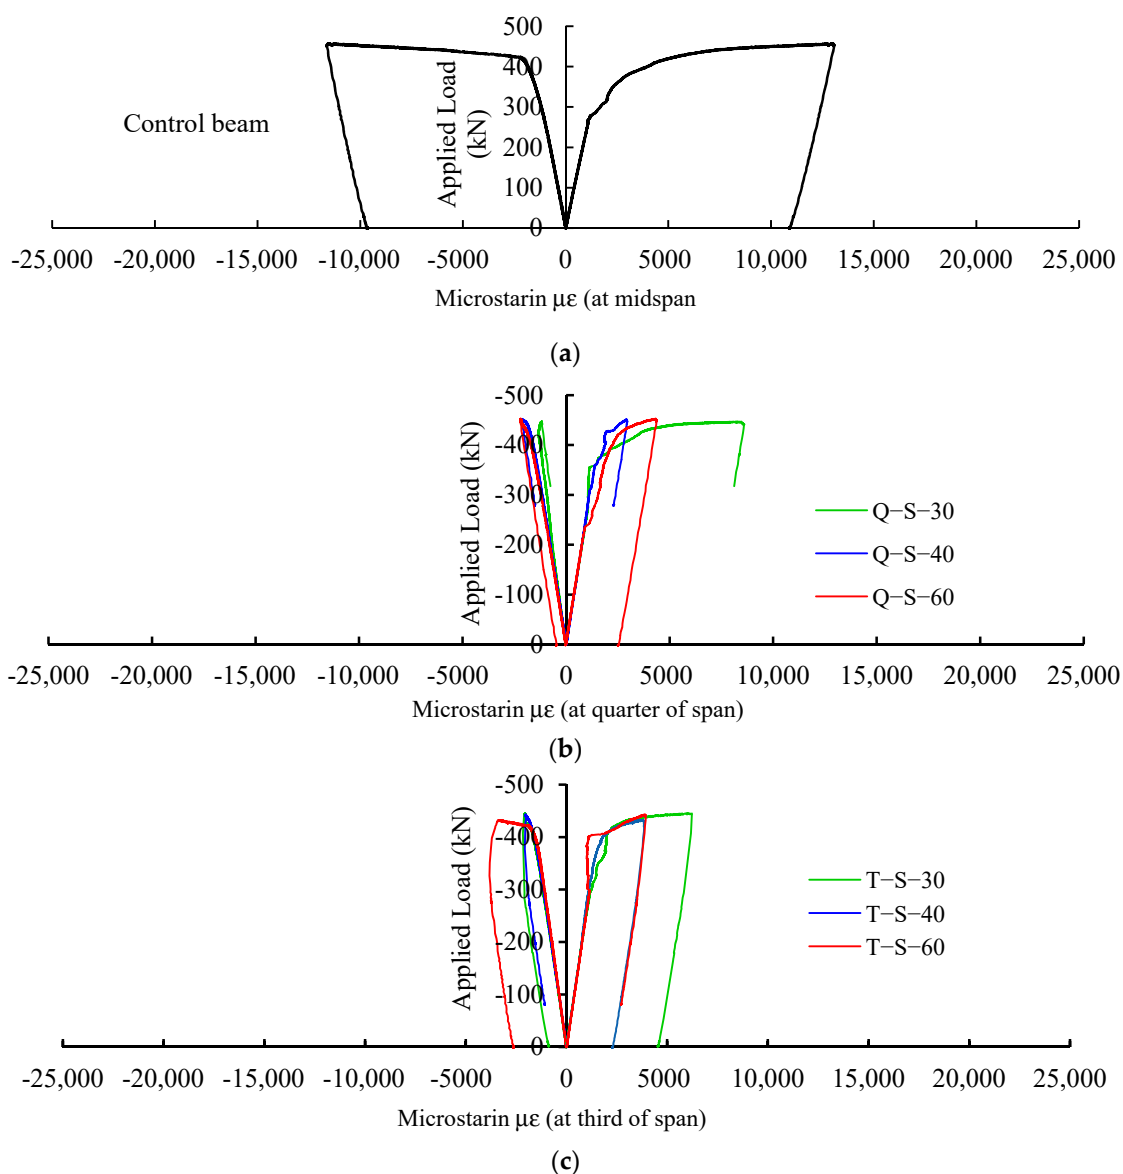 500
400
300
200
100
0
Applied Load
(kN)
Control beam
-25,000 -20,000 -15,000 -10,000 -5000 0 5000 10,000 15,000 20,000 25,000
Microstarin με (at midspan
(a)
-500
-400
-300
-200
-100
0
Applied Load (kN)
Q−S−30
Q−S−40
Q−S−60
-25,000 -20,000 -15,000 -10,000 -5000 0 5000 10,000 15,000 20,000 25,000
Microstarin με (at quarter of span)
(b)
-500
-400
-300
-200
-100
0
Applied Load (kN)
T−S−30
T−S−40
T−S−60
-25,000 -20,000 -15,000 -10,000 -5000 0 5000 10,000 15,000 20,000 25,000
Microstarin με (at third of span)
(c)